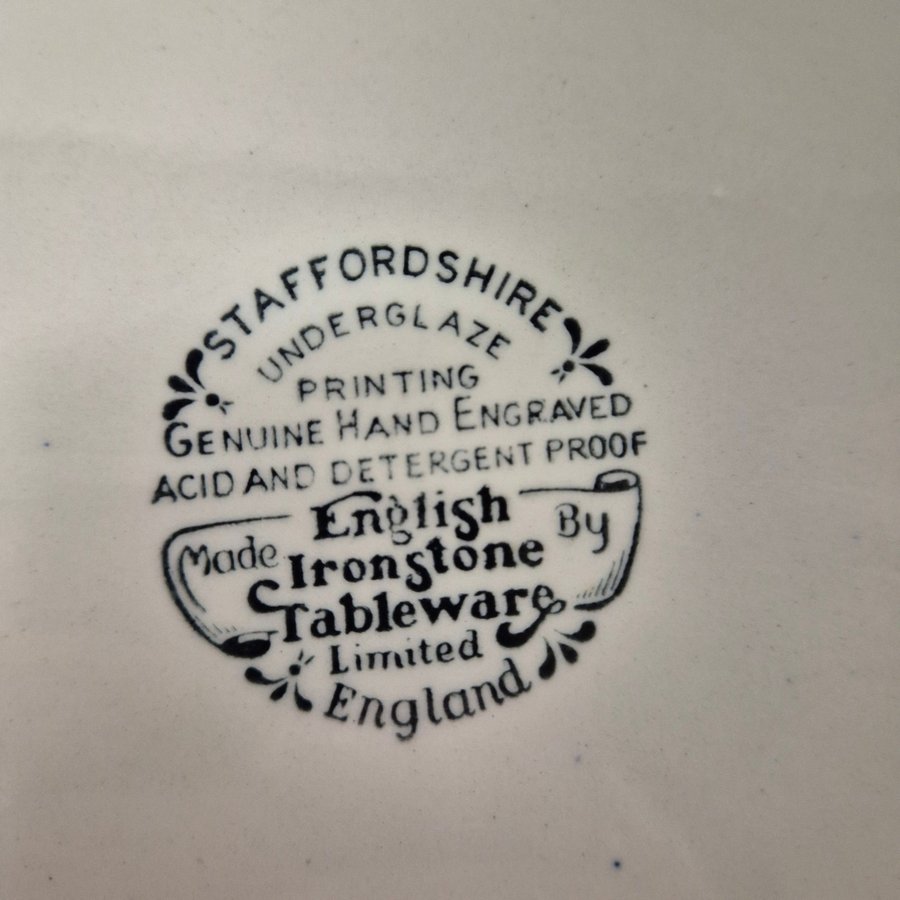 STAFFORDSHIRE
UNDERGLAZE
PRINTING
GENUINE HAND ENGRAVED
ACID AND DETERGENT PROOF
Made English By
Ironstone
Tableware
Limited
England